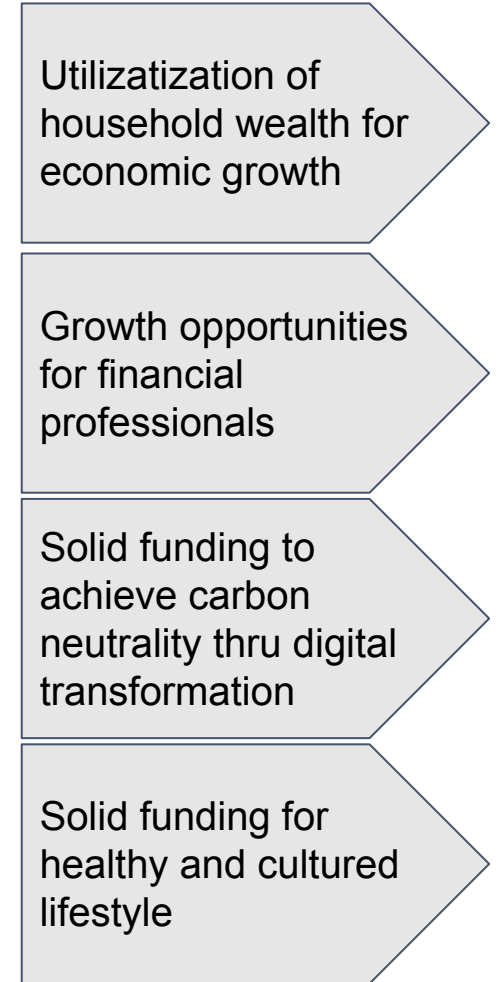 Utilizatization of
household wealth for
economic growth
Growth opportunities
for financial
professionals
Solid funding to
achieve carbon
neutrality thru digital
transformation
Solid funding for
healthy and cultured
lifestyle